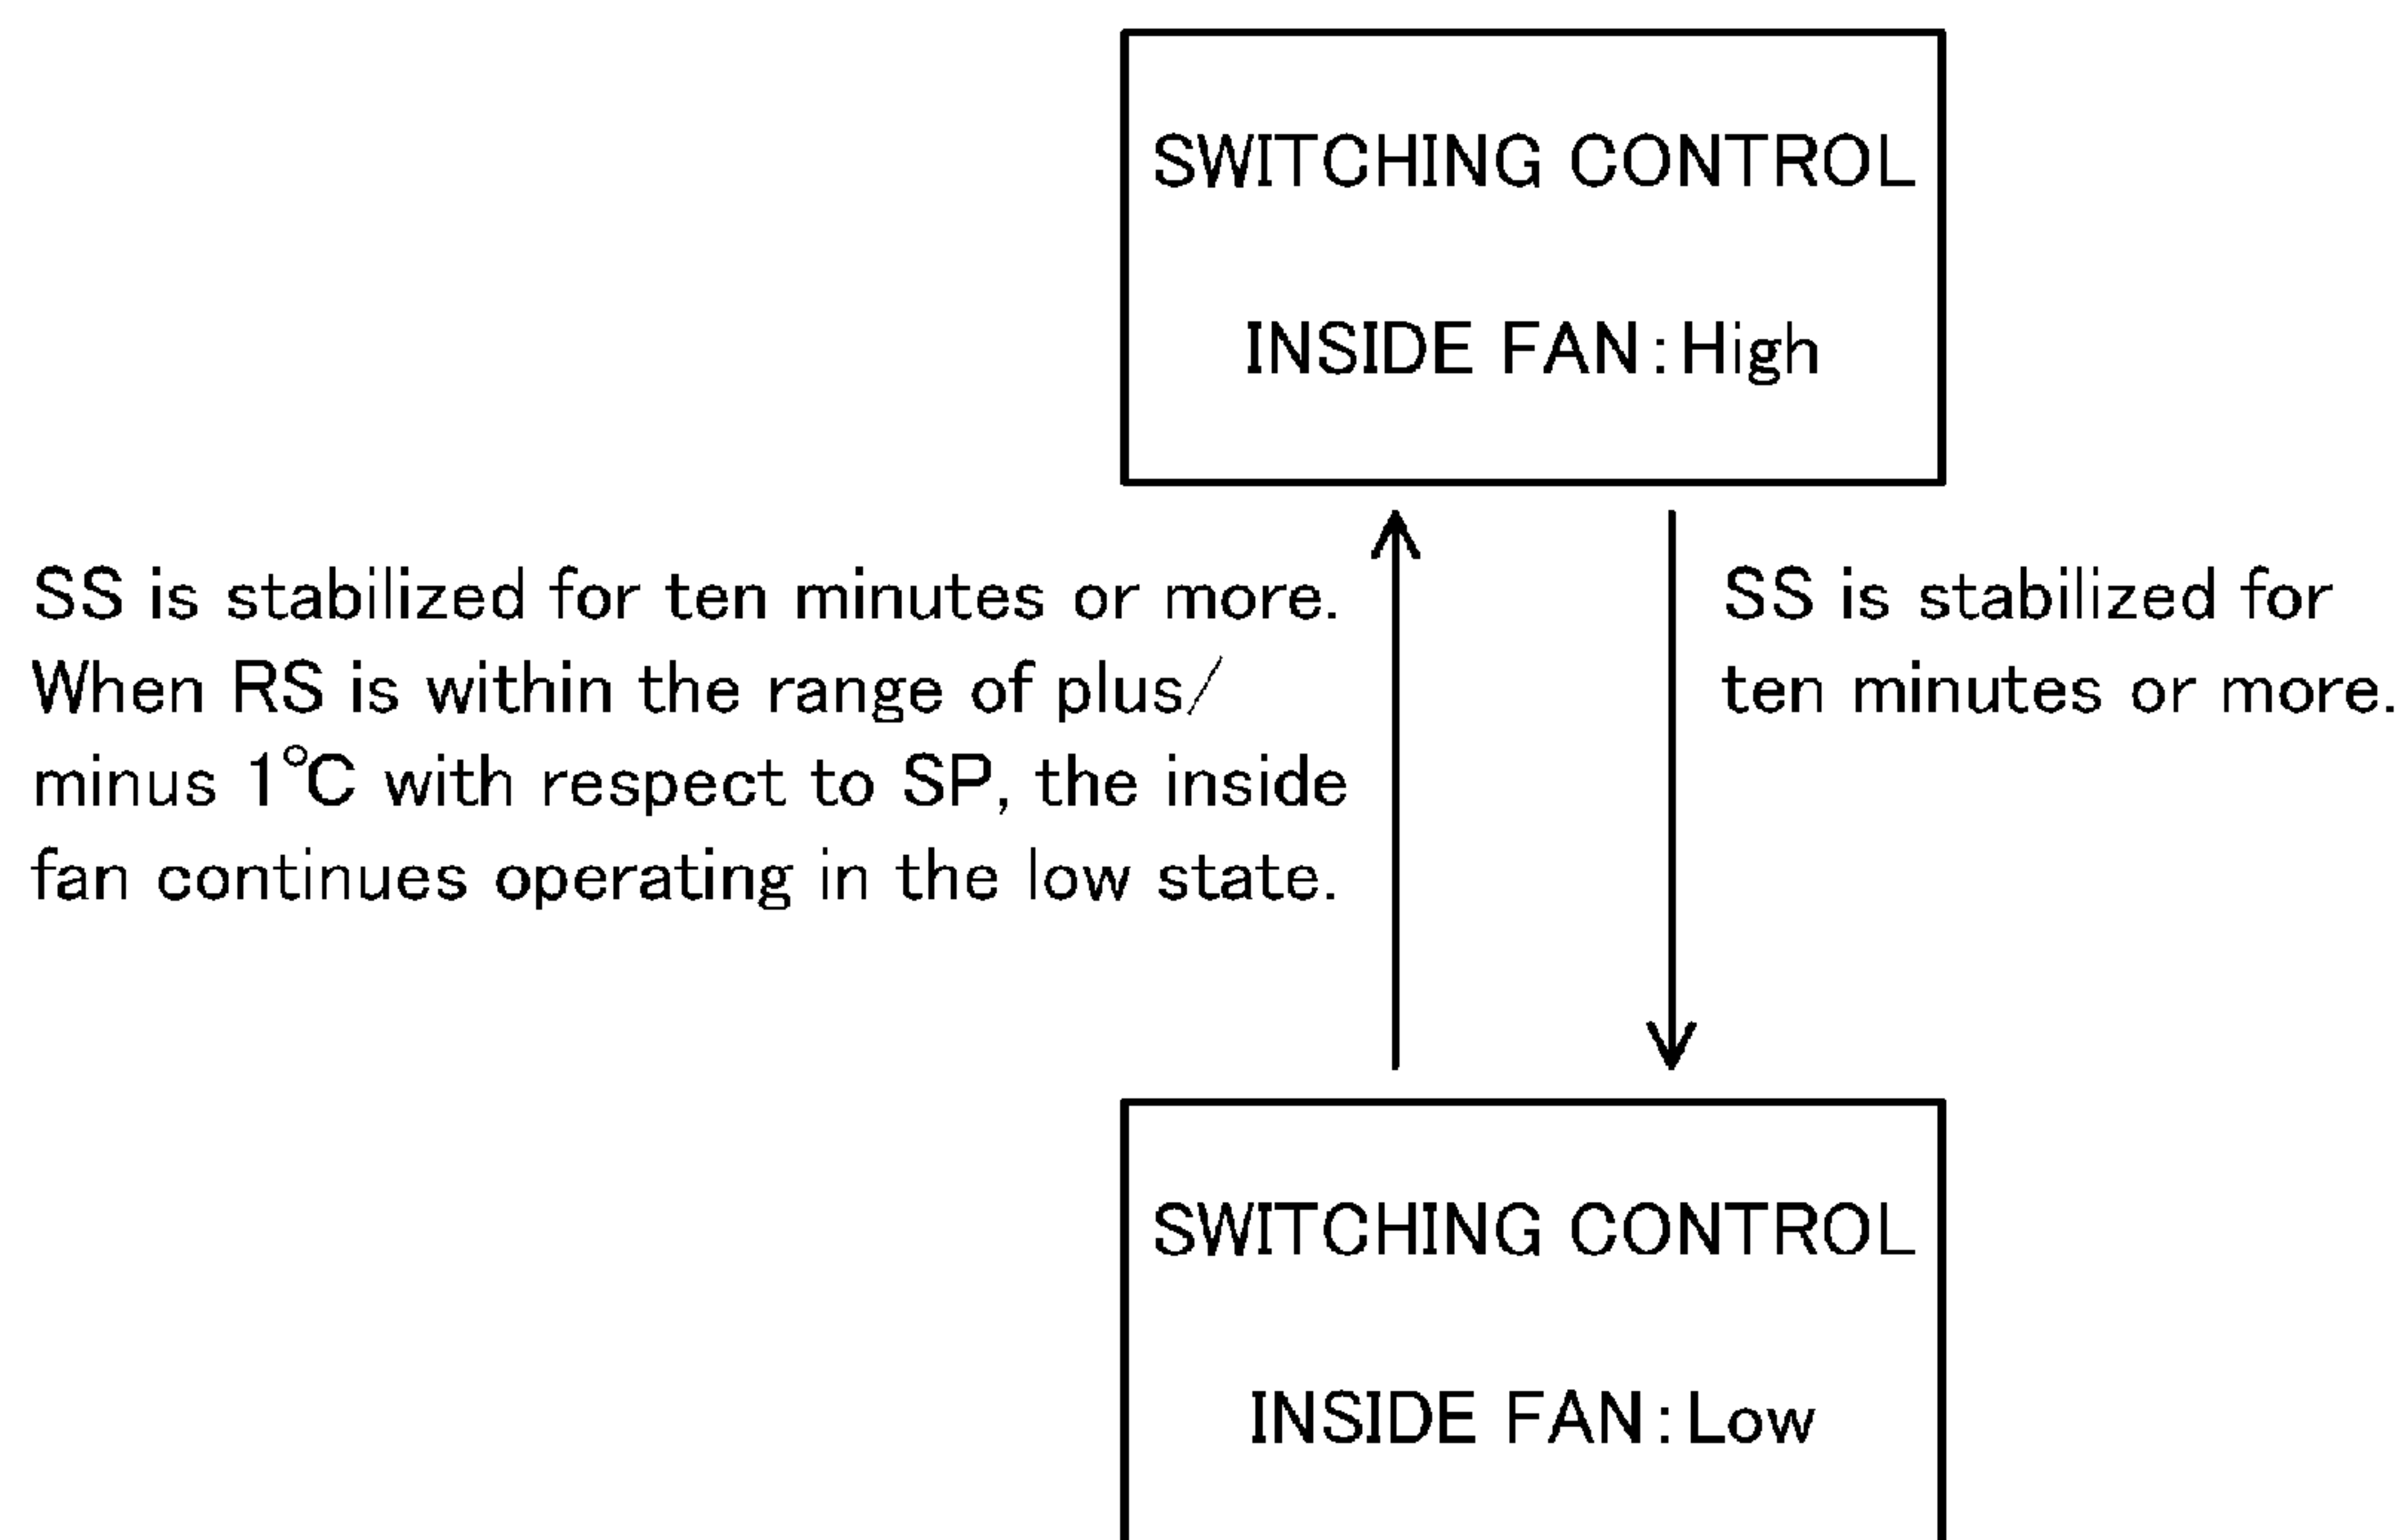 SWITCHING CONTROL
INSIDE FAN:High
SS is stabilized for ten minutes or more.
When RS is within the range of plus/
minus 1℃ with respect to SP, the inside
fan continues operating in the low state.
SS is stabilized for
ten minutes or more.
SWITCHING CONTROL
INSIDE FAN:Low